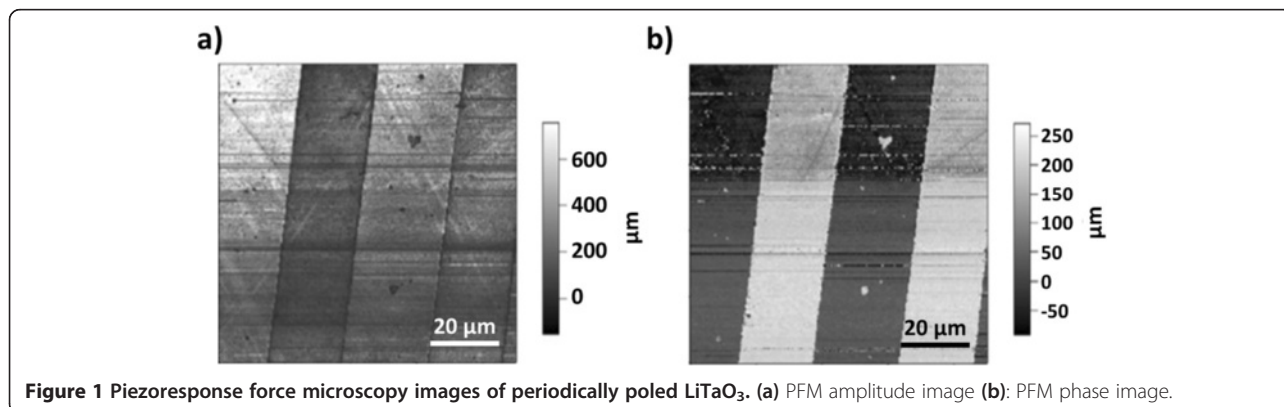 a)
b)
600
400
200
0
µm
20 µm
250
200
150
100
50
0
-50
µm
20 µm
Figure 1 Piezoresponse force microscopy images of periodically poled LiTaO₃. (a) PFM amplitude image (b): PFM phase image.